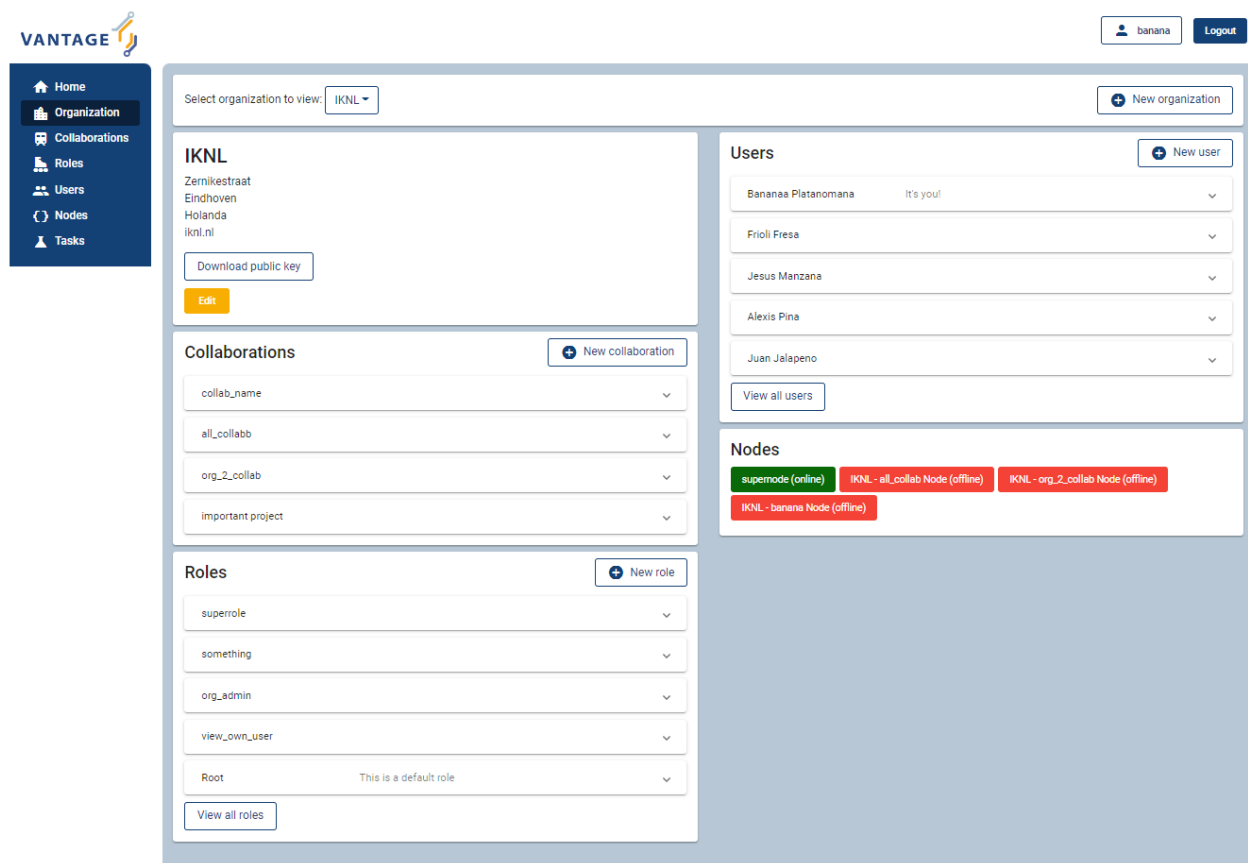 VANTAGE
banana
Logout
Home
Organization
Collaborations
Roles
Users
Nodes
Tasks
Select organization to view: IKNL
New organization
IKNL
Zernikestraat
Eindhoven
Holanda
iknl.nl
Download public key
Edit
Collaborations
New collaboration
collab_name
all_collabb
org_2_collab
important project
Roles
New role
superrole
something
org_admin
view_own_user
Root This is a default role
View all roles
Users
New user
Bananaa Platanomana It's you!
Frioli Fresa
Jesus Manzana
Alexis Pina
Juan Jalapeno
View all users
Nodes
supernode (online) IKNL - all_collab Node (offline) IKNL - org_2_collab Node (offline)
IKNL - banana Node (offline)